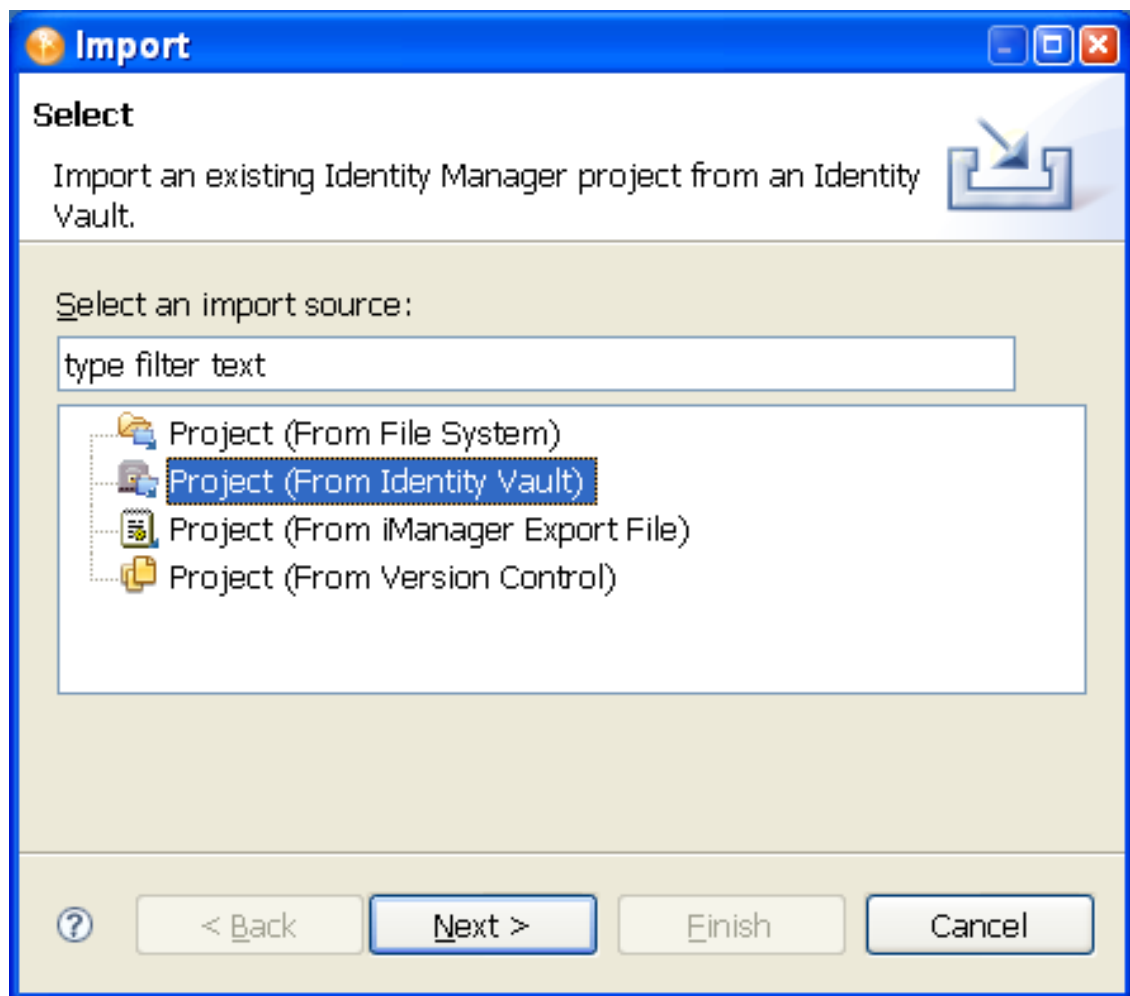 Import
Select
Import an existing Identity Manager project from an Identity
Vault.
Select an import source:
type filter text
Project (From File System)
Project (From Identity Vault)
Project (From iManager Export File)
Project (From Version Control)
? < Back Next > Finish Cancel